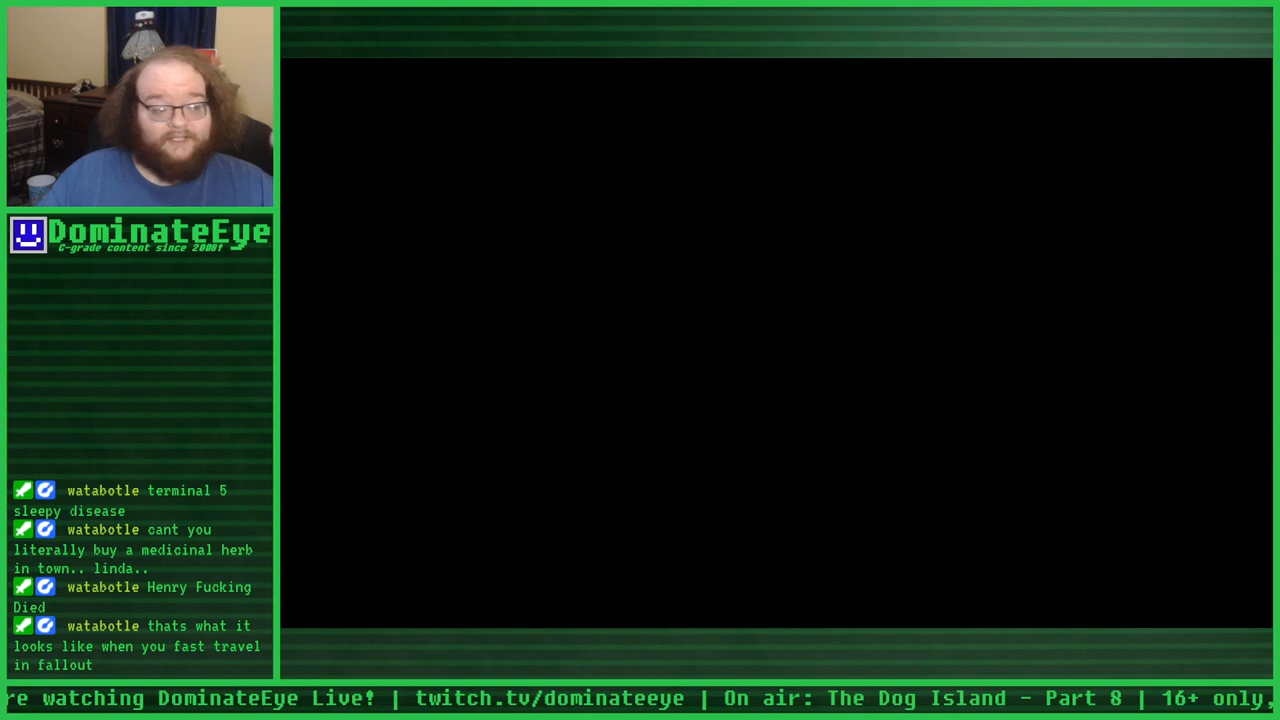 DominateEye
C-grade content since 2008!
watabotle terminal 5
sleepy disease
watabotle cant you
literally buy a medicinal herb
in town.. linda..
watabotle Henry Fucking
Died
watabotle thats what it
looks like when you fast travel
in fallout
re watching DominateEye Live! | twitch.tv/dominateeye | On air: The Dog Island - Part 8 | 16+ only,